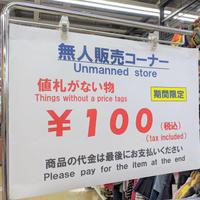 無人販売コーナー
Unmanned store
値札がない物
期間限定
Things without a price tags
￥100(税込)
(tax included)
商品の代金は最後にお支払いください
Please pay for the item at the end